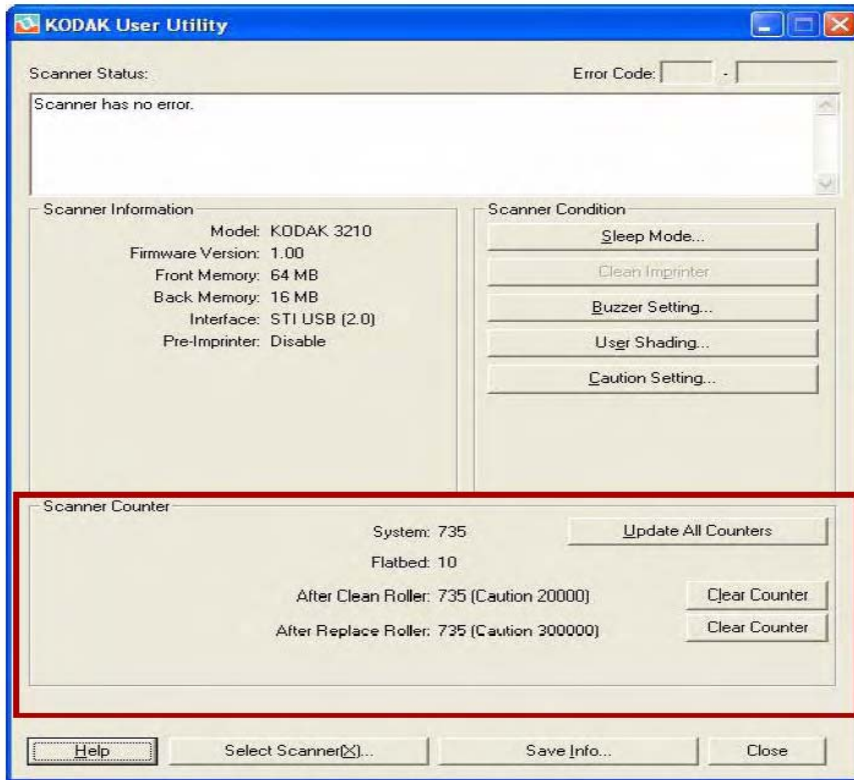 KODAK User Utility
Scanner Status:
Error Code:
-
Scanner has no error.
Scanner Information
Model: KODAK 3210
Firmware Version: 1.00
Front Memory: 64 MB
Back Memory: 16 MB
Interface: STI USB (2.0)
Pre-Imprinter: Disable
Scanner Condition
Sleep Mode...
Clean Imprinter
Buzzer Setting...
User Shading...
Caution Setting...
Scanner Counter
System: 735
Update All Counters
Flatbed: 10
After Clean Roller: 735 (Caution 20000)
Clear Counter
After Replace Roller: 735 (Caution 300000)
Clear Counter
Help
Select Scanner(X)...
Save Info...
Close